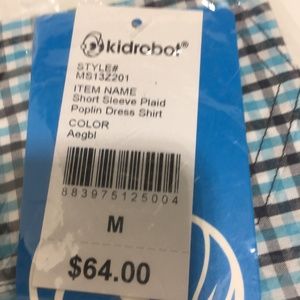 kidrobot
STYLE#
MS13Z201
ITEM NAME
Short Sleeve Plaid
Poplin Dress Shirt
COLOR
Aegbl
883975125004
M
$64.00